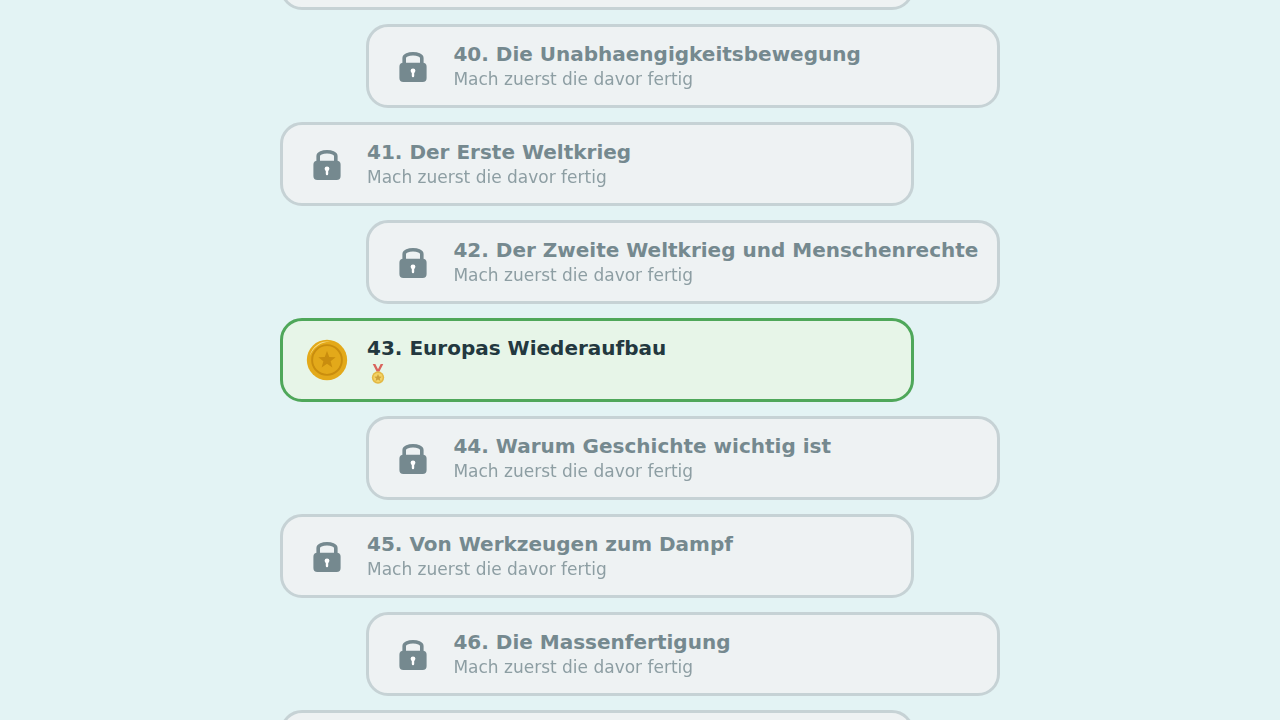 40. Die Unabhaengigkeitsbewegung
Mach zuerst die davor fertig
41. Der Erste Weltkrieg
Mach zuerst die davor fertig
42. Der Zweite Weltkrieg und Menschenrechte
Mach zuerst die davor fertig
43. Europas Wiederaufbau
44. Warum Geschichte wichtig ist
Mach zuerst die davor fertig
45. Von Werkzeugen zum Dampf
Mach zuerst die davor fertig
46. Die Massenfertigung
Mach zuerst die davor fertig